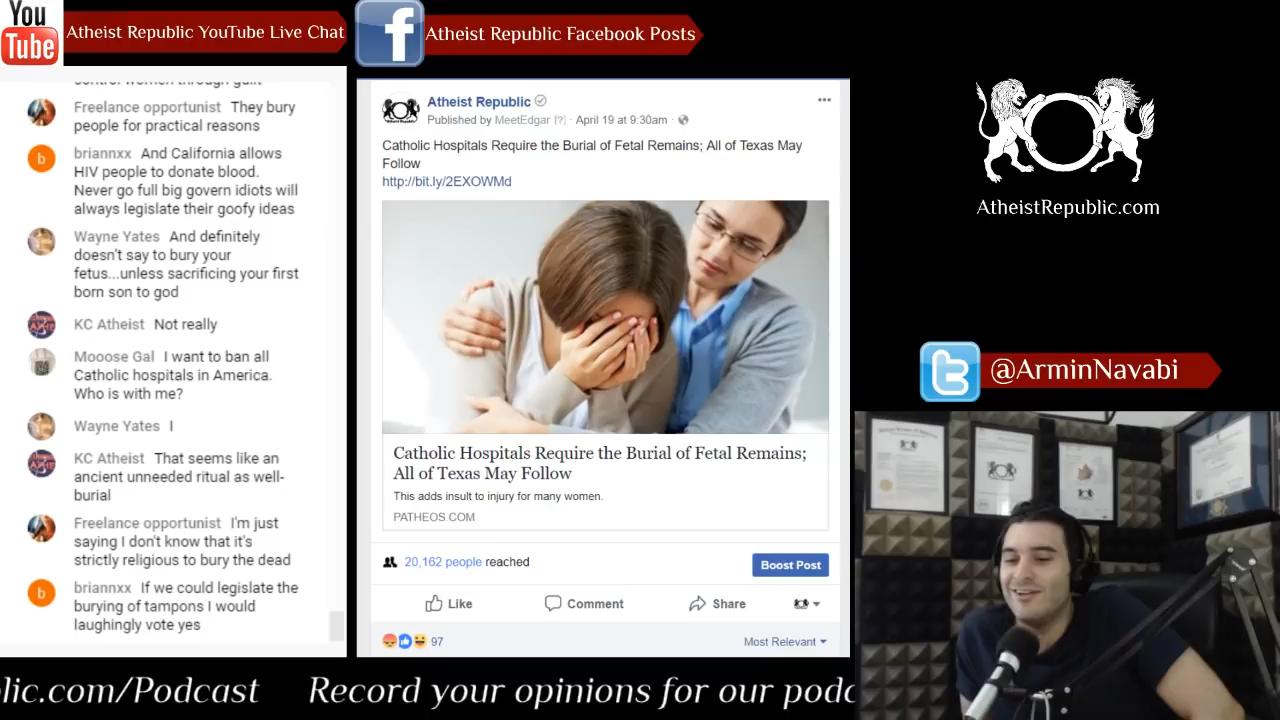 You
Tube
Atheist Republic YouTube Live Chat
f
Atheist Republic Facebook Posts
control women through guilt
Freelance opportunist They bury
people for practical reasons
b
briannxx And California allows
HIV people to donate blood.
Never go full big govern idiots will
always legislate their goofy ideas
Wayne Yates And definitely
doesn't say to bury your
fetus...unless sacrificing your first
born son to god
KC Atheist Not really
Mooose Gal I want to ban all
Catholic hospitals in America.
Who is with me?
Wayne Yates I
KC Atheist That seems like an
ancient unneeded ritual as well-
burial
Freelance opportunist I'm just
saying I don't know that it's
strictly religious to bury the dead
b
briannxx If we could legislate the
burying of tampons I would
laughingly vote yes
Atheist Republic
Published by MeetEdgar [?] · April 19 at 9:30am ·
Catholic Hospitals Require the Burial of Fetal Remains; All of Texas May
Follow
http://bit.ly/2EXOWMd
Catholic Hospitals Require the Burial of Fetal Remains;
All of Texas May Follow
This adds insult to injury for many women.
PATHEOS.COM
20,162 people reached
Boost Post
Like Comment Share
97
Most Relevant
AtheistRepublic.com
@ArminNavabi
lic.com/Podcast Record your opinions for our podc